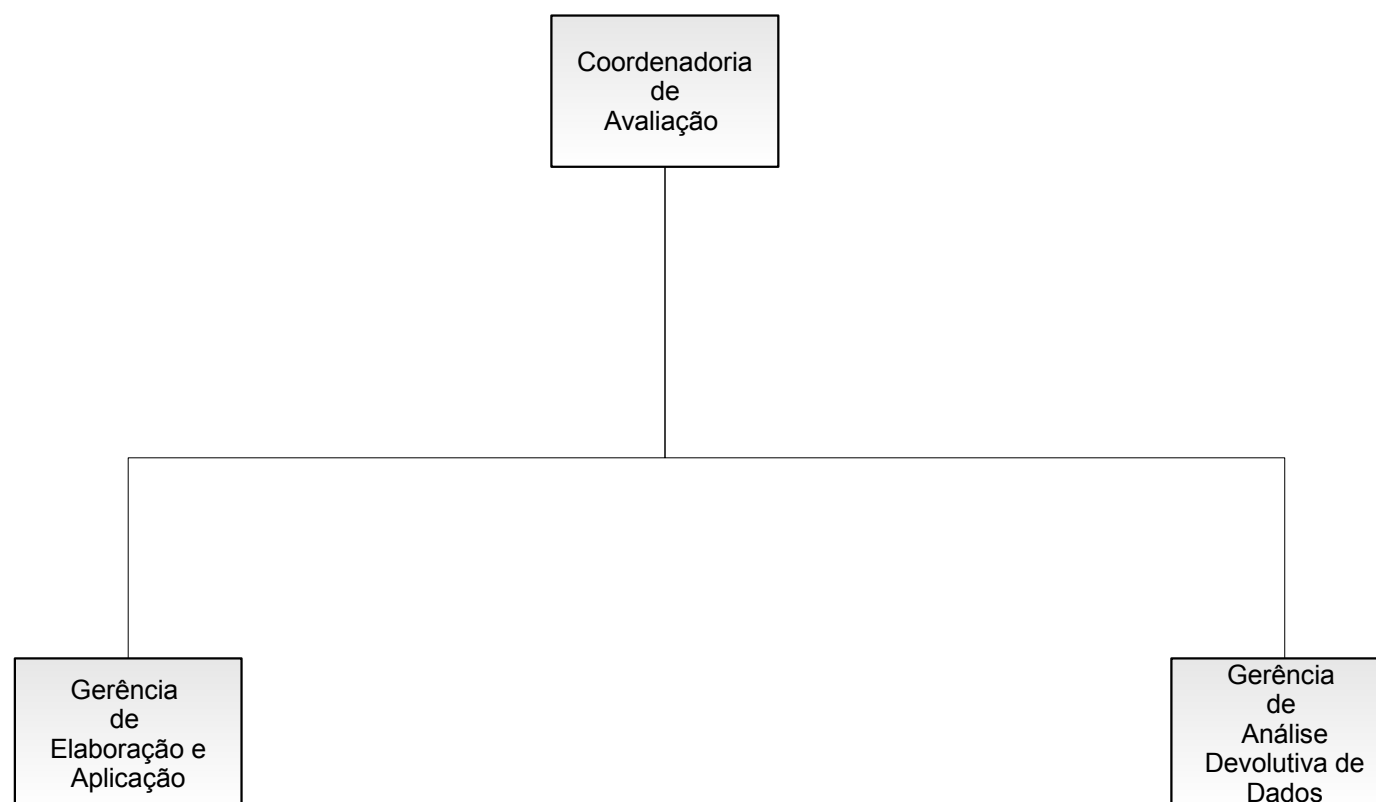 Coordenadoria
de
Avaliação
Gerência
de
Elaboração e
Aplicação
Gerência
de
Análise
Devolutiva de
Dados